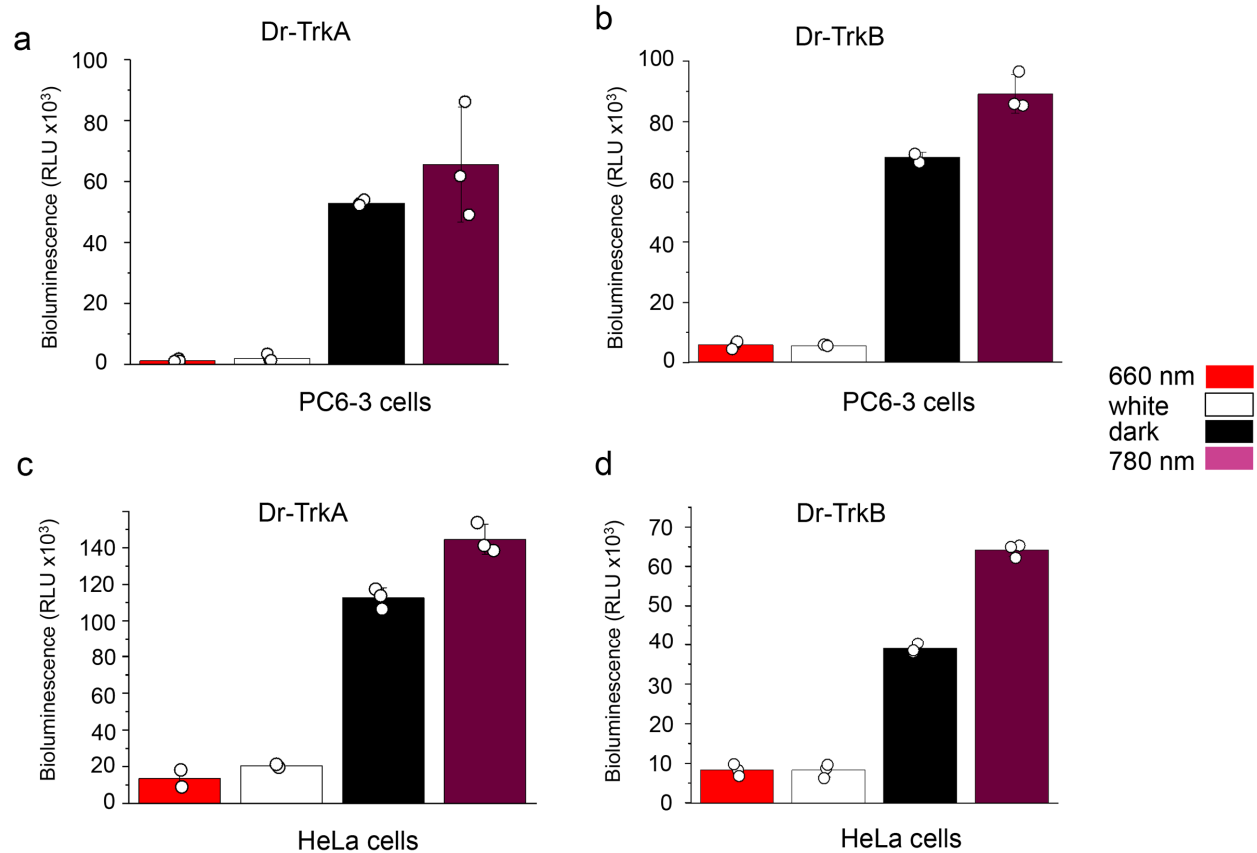 a
Dr-TrkA
Bioluminescence (RLU x10³)
100
80
60
40
20
0
PC6-3 cells
b
Dr-TrkB
Bioluminescence (RLU x10³)
100
80
60
40
20
0
PC6-3 cells
660 nm
white
dark
780 nm
c
Dr-TrkA
Bioluminescence (RLU x10³)
140
120
100
80
60
40
20
0
HeLa cells
d
Dr-TrkB
Bioluminescence (RLU x10³)
70
60
50
40
30
20
10
0
HeLa cells